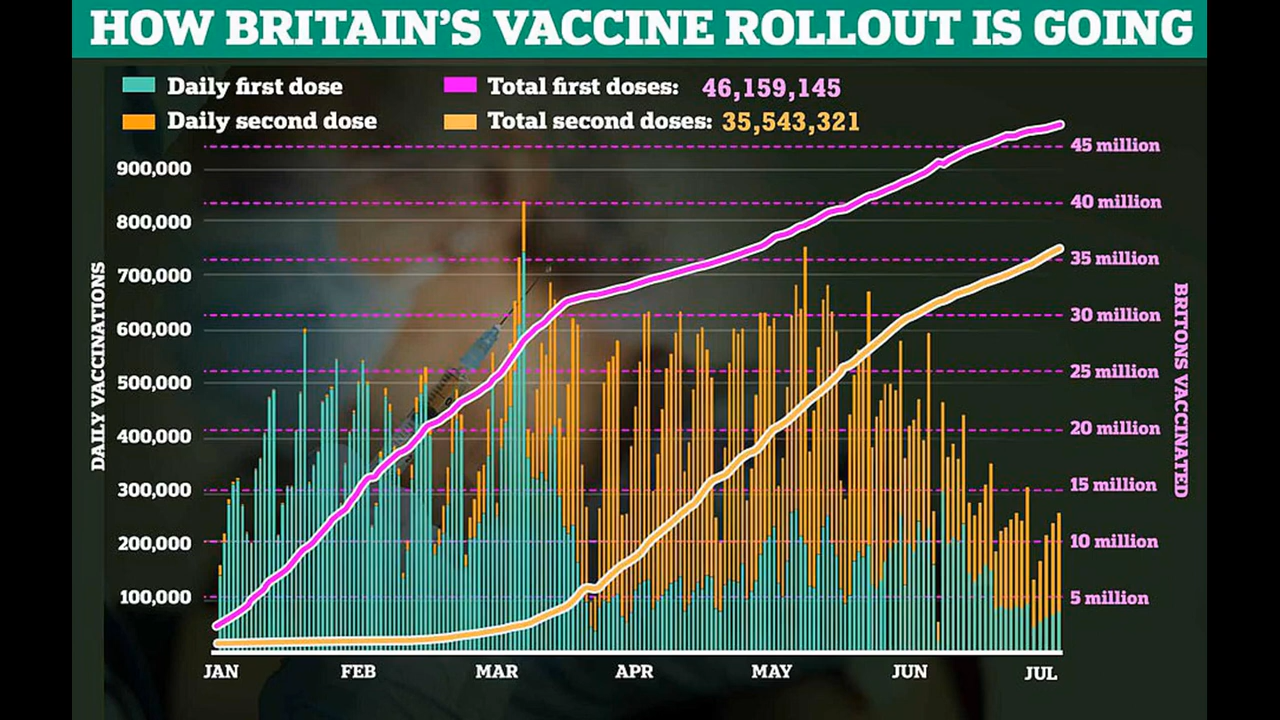 HOW BRITAIN'S VACCINE ROLLOUT IS GOING
Daily first dose
Total first doses: 46,159,145
Daily second dose
Total second doses: 35,543,321
900,000
800,000
700,000
600,000
500,000
400,000
300,000
200,000
100,000
DAILY VACCINATIONS
45 million
40 million
35 million
30 million
25 million
20 million
15 million
10 million
5 million
BRITONS VACCINATED
JAN FEB MAR APR MAY JUN JUL